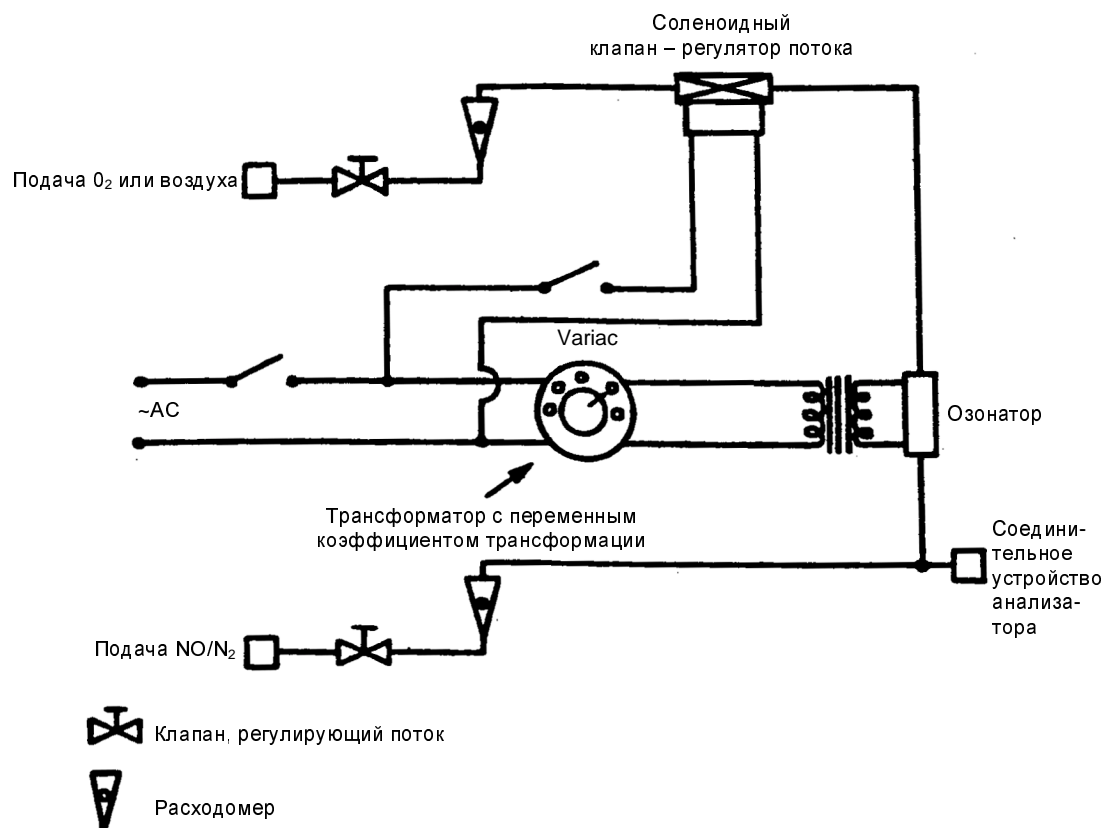 Соленоидный
клапан – регулятор потока
Подача 0₂ или воздуха
Variac
~AC
Озонатор
Трансформатор с переменным
коэффициентом трансформации
Соедини-
тельное
устройство
анализа-
тора
Подача NO/N₂
Клапан, регулирующий поток
Расходомер